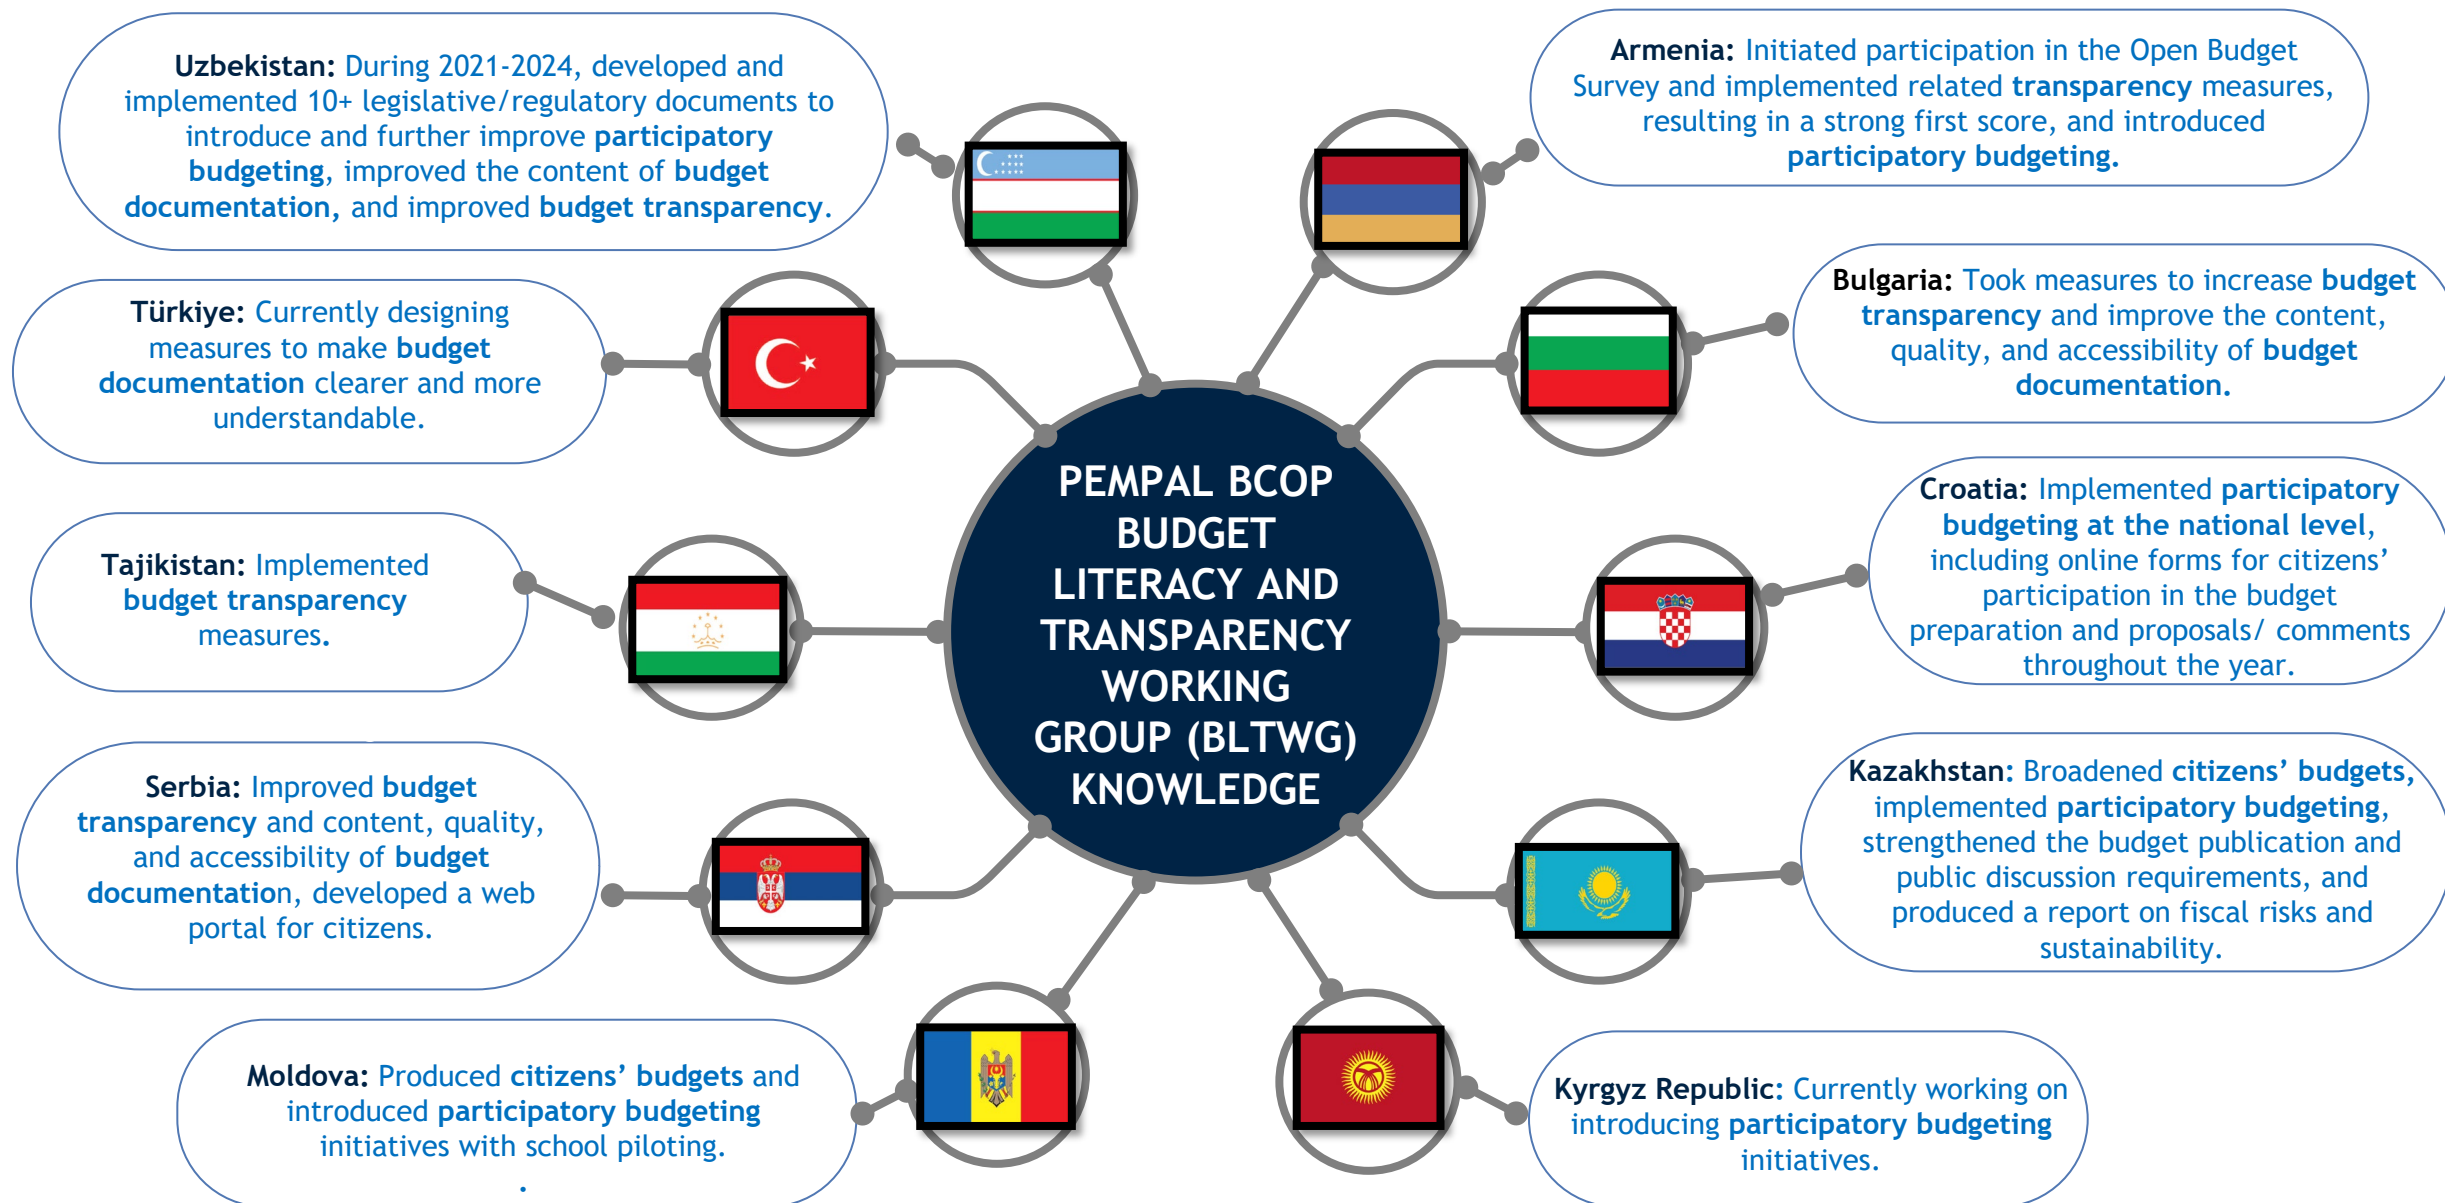 Uzbekistan: During 2021-2024, developed and
implemented 10+ legislative/regulatory documents to
introduce and further improve participatory
budgeting, improved the content of budget
documentation, and improved budget transparency.
Armenia: Initiated participation in the Open Budget
Survey and implemented related transparency measures,
resulting in a strong first score, and introduced
participatory budgeting.
Türkiye: Currently designing
measures to make budget
documentation clearer and more
understandable.
Bulgaria: Took measures to increase budget
transparency and improve the content,
quality, and accessibility of budget
documentation.
PEMPAL BCOP
BUDGET
LITERACY AND
TRANSPARENCY
WORKING
GROUP (BLTWG)
KNOWLEDGE
Tajikistan: Implemented
budget transparency
measures.
Croatia: Implemented participatory
budgeting at the national level,
including online forms for citizens’
participation in the budget
preparation and proposals/ comments
throughout the year.
Serbia: Improved budget
transparency and content, quality,
and accessibility of budget
documentation, developed a web
portal for citizens.
Kazakhstan: Broadened citizens’ budgets,
implemented participatory budgeting,
strengthened the budget publication and
public discussion requirements, and
produced a report on fiscal risks and
sustainability.
Moldova: Produced citizens’ budgets and
introduced participatory budgeting
initiatives with school piloting.
.
Kyrgyz Republic: Currently working on
introducing participatory budgeting
initiatives.